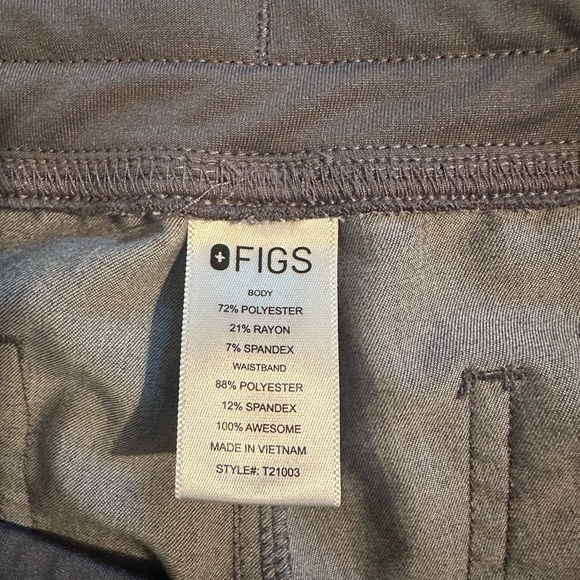 FIGS
BODY
72% POLYESTER
21% RAYON
7% SPANDEX
WAISTBAND
88% POLYESTER
12% SPANDEX
100% AWESOME
MADE IN VIETNAM
STYLE#: T21003